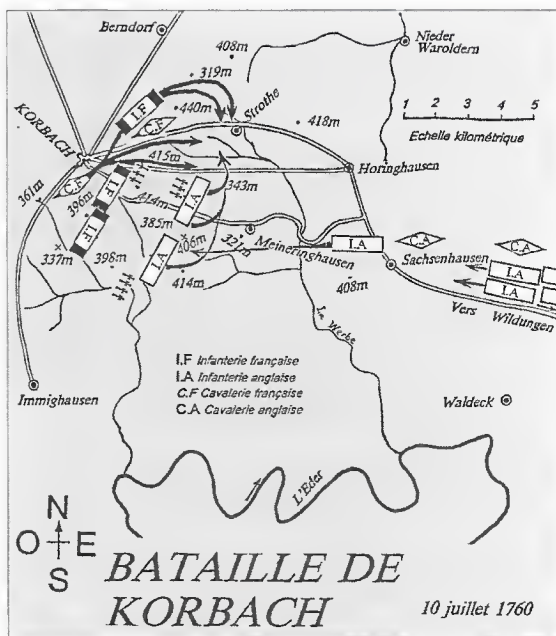 Berndorf
Nieder
Waroldern
408m
319m
I.F
440m
Strothe
418m
1 2 3 4 5
Echelle kilométrique
C.F
KORBACH
415m
Horinghausen
C.F
361m
396m
I.F
I.A
343m
414m
385m
I.F
406m
321m
Meineringhausen
I.A
C.A
C.A
337m
398m
I.A
Sachsenhausen
I.A
414m
408m
I.A
Vers Wildungen
La Werbe
I.F Infanterie française
I.A Infanterie anglaise
C.F Cavalerie française
C.A Cavalerie anglaise
Immighausen
Waldeck
L'Eder
N
O E
S
BATAILLE DE
KORBACH
10 juillet 1760